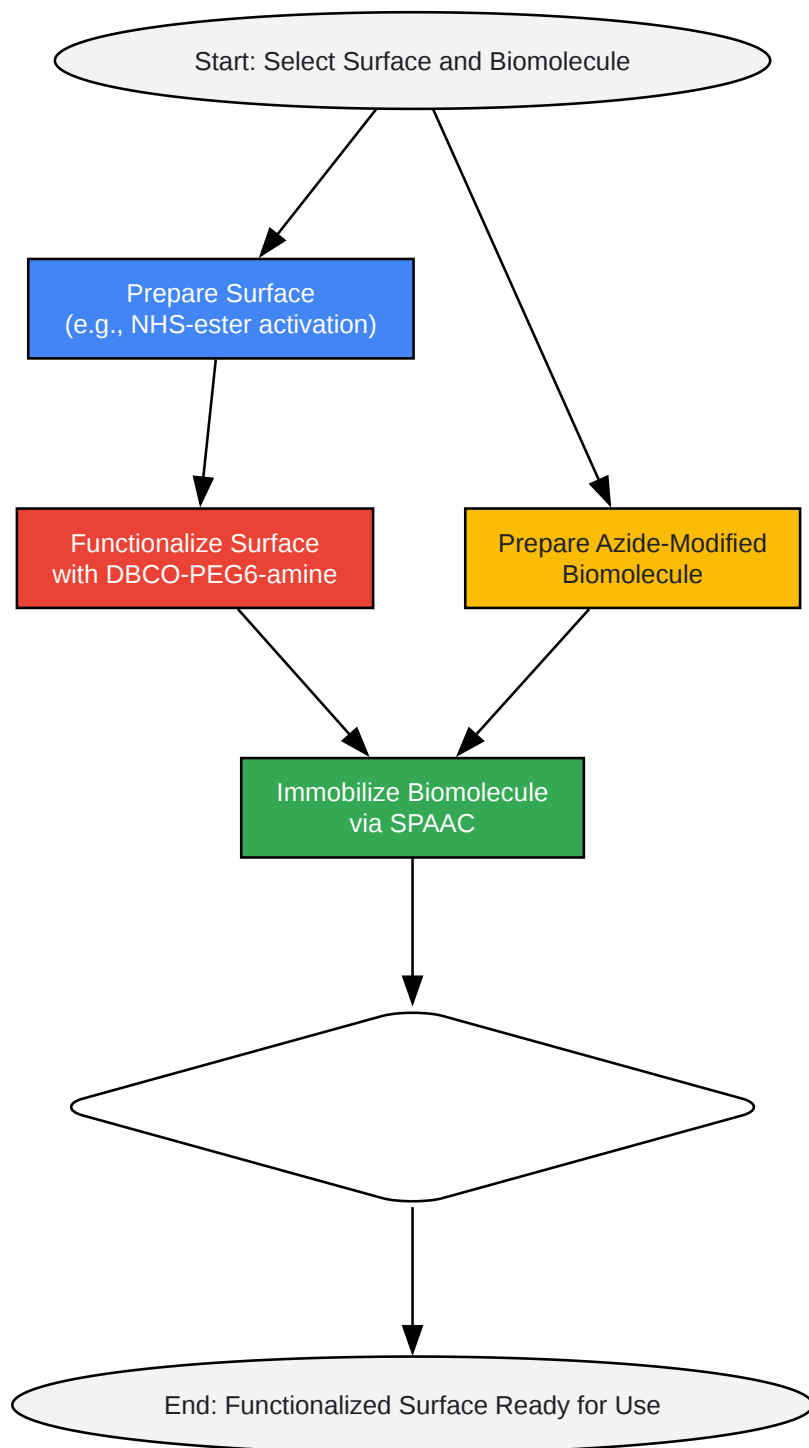 Start: Select Surface and Biomolecule
Prepare Surface
(e.g., NHS-ester activation)
Functionalize Surface
with DBCO-PEG6-amine
Prepare Azide-Modified
Biomolecule
Immobilize Biomolecule
via SPAAC
End: Functionalized Surface Ready for Use